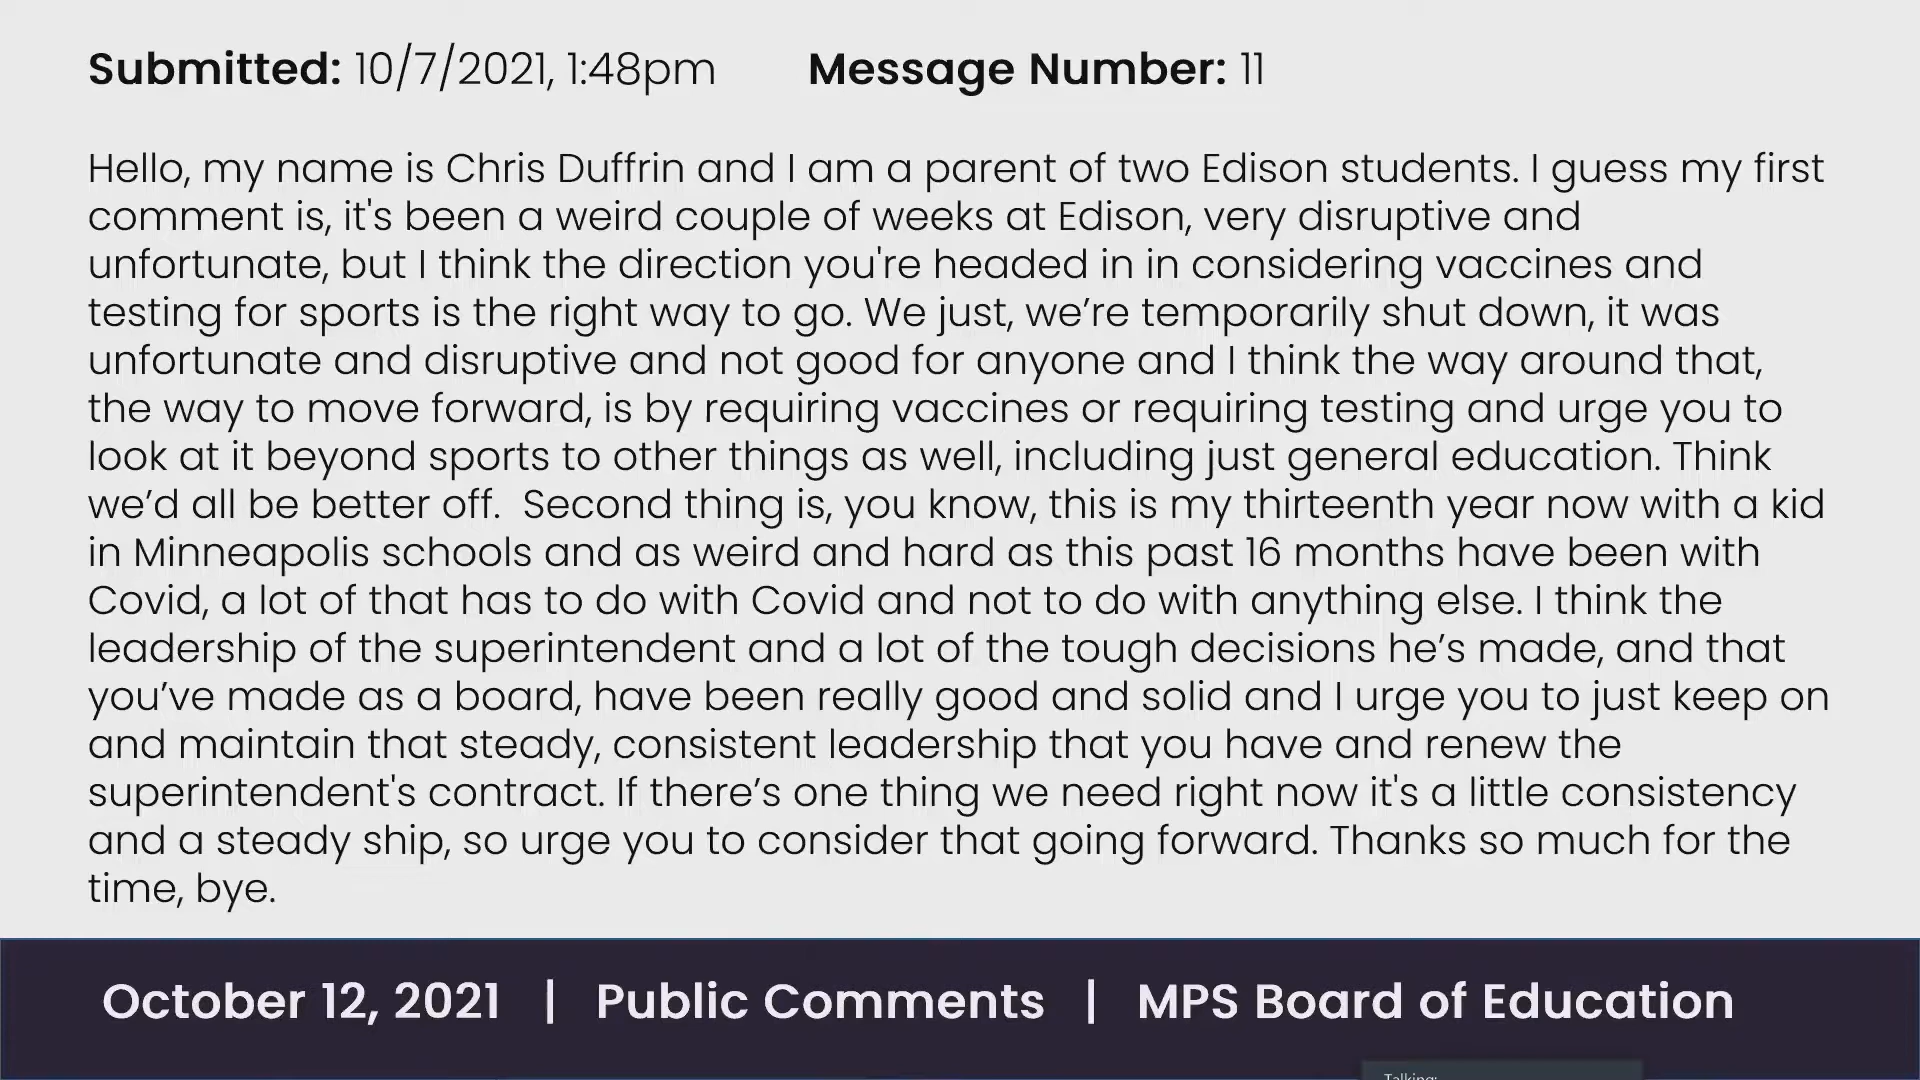 Submitted: 10/7/2021, 1:48pm Message Number: 11
Hello, my name is Chris Duffrin and I am a parent of two Edison students. I guess my first
comment is, it's been a weird couple of weeks at Edison, very disruptive and
unfortunate, but I think the direction you're headed in in considering vaccines and
testing for sports is the right way to go. We just, we’re temporarily shut down, it was
unfortunate and disruptive and not good for anyone and I think the way around that,
the way to move forward, is by requiring vaccines or requiring testing and urge you to
look at it beyond sports to other things as well, including just general education. Think
we’d all be better off.  Second thing is, you know, this is my thirteenth year now with a kid
in Minneapolis schools and as weird and hard as this past 16 months have been with
Covid, a lot of that has to do with Covid and not to do with anything else. I think the
leadership of the superintendent and a lot of the tough decisions he’s made, and that
you’ve made as a board, have been really good and solid and I urge you to just keep on
and maintain that steady, consistent leadership that you have and renew the
superintendent's contract. If there’s one thing we need right now it's a little consistency
and a steady ship, so urge you to consider that going forward. Thanks so much for the
time, bye.
October 12, 2021 | Public Comments | MPS Board of Education
Talking: